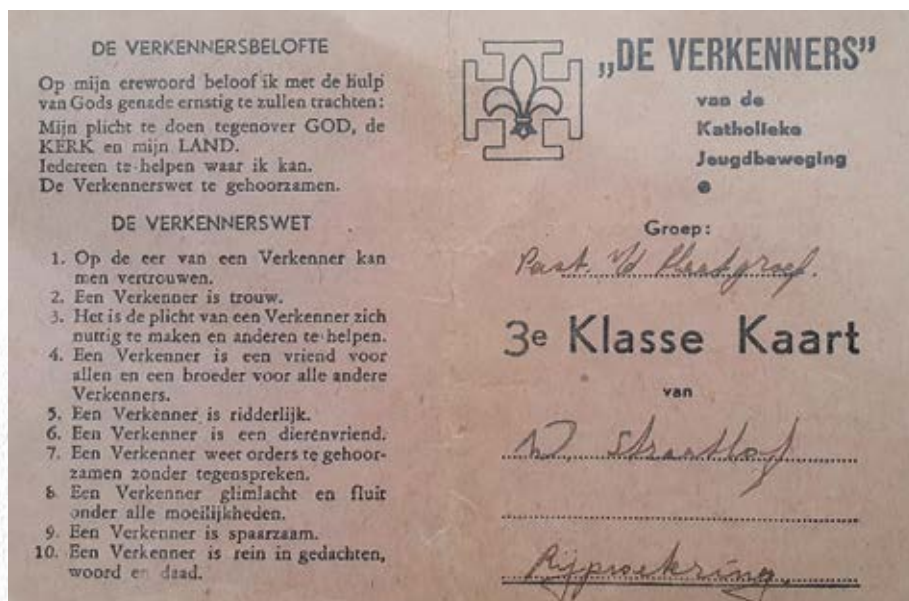 DE VERKENNERSBELOFTE
Op mijn erewoord beloof ik met de hulp
van Gods genade ernstig te zullen trachten:
Mijn plicht te doen tegenover GOD, de
KERK en mijn LAND.
Iedereen te helpen waar ik kan.
De Verkennerswet te gehoorzamen.
DE VERKENNERSWET
1. Op de eer van een Verkenner kan
men vertrouwen.
2. Een Verkenner is trouw.
3. Het is de plicht van een Verkenner zich
nuttig te maken en anderen te helpen.
4. Een Verkenner is een vriend voor
allen en een broeder voor alle andere
Verkenners.
5. Een Verkenner is ridderlijk.
6. Een Verkenner is een dierenvriend.
7. Een Verkenner weet orders te gehoor-
zamen zonder tegenspreken.
8. Een Verkenner glimlacht en fluit
onder alle moeilijkheden.
9. Een Verkenner is spaarzaam.
10. Een Verkenner is rein in gedachten,
woord en daad.
„DE VERKENNERS"
van de
Katholieke
Jeugdbeweging
Groep:
Past. v/d
3e Klasse Kaart
van
W. Straathof